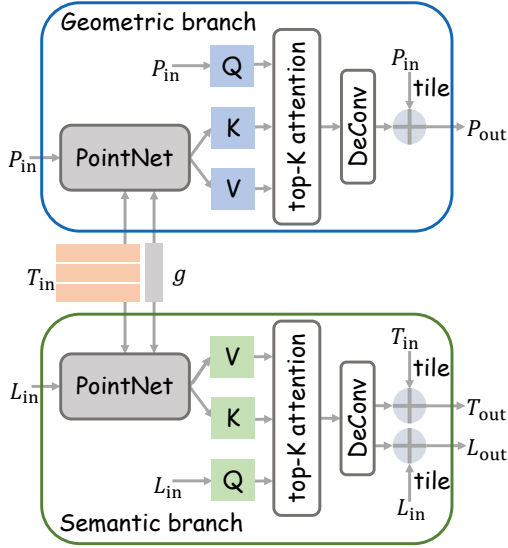 Geometric branch
P_in
Q
P_in
tile
P_in
PointNet
K
V
top-K attention
DeConv
P_out
T_in
g
L_in
PointNet
V
K
L_in
Q
top-K attention
DeConv
T_in
tile
T_out
L_out
tile
L_in
Semantic branch